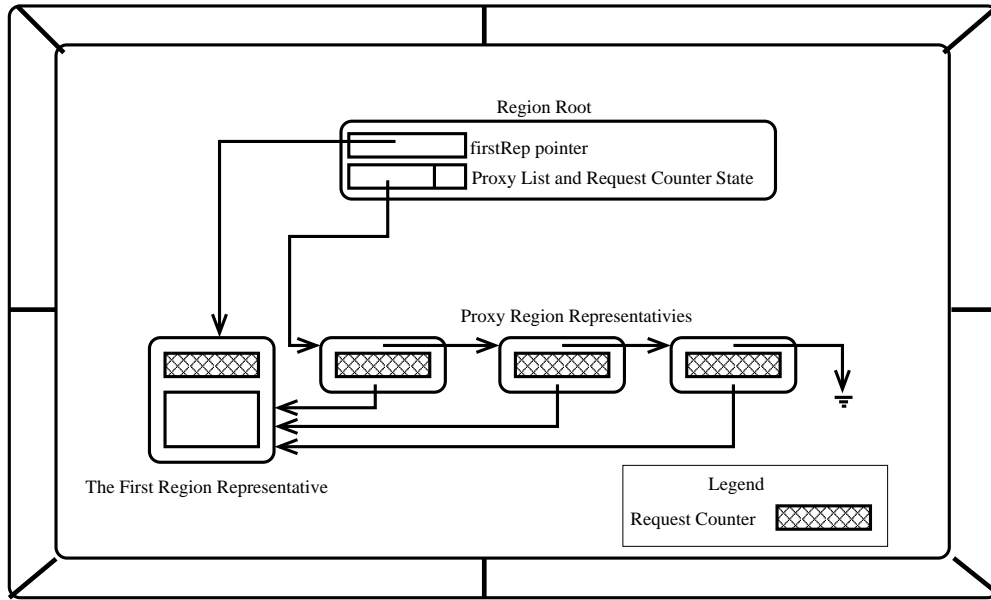 Region Root
firstRep pointer
Proxy List and Request Counter State
Proxy Region Representativies
The First Region Representative
Legend
Request Counter